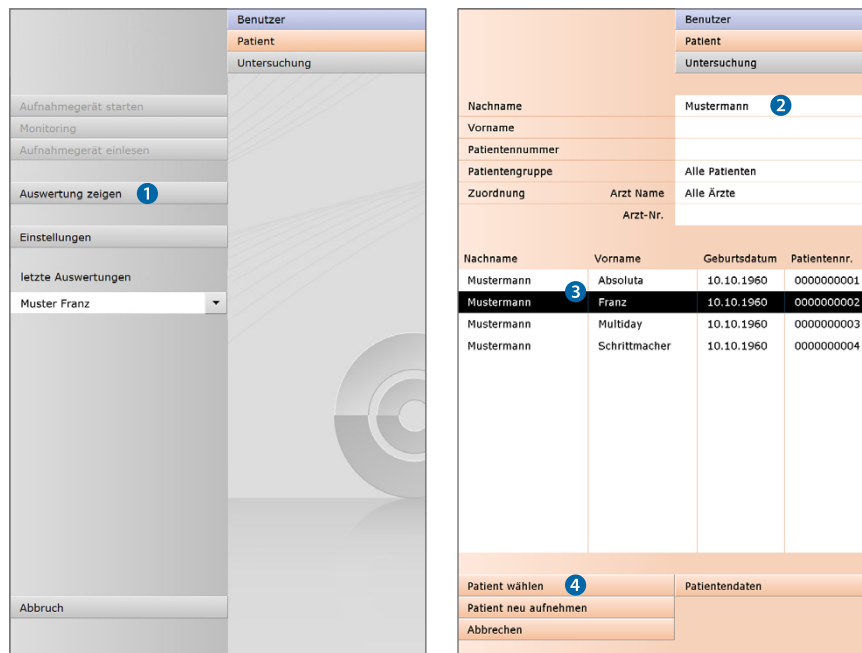 Benutzer
Patient
Untersuchung
Aufnahmegerät starten
Monitoring
Aufnahmegerät einlesen
Auswertung zeigen 1
Einstellungen
letzte Auswertungen
Muster Franz
Abbruch
Benutzer
Patient
Untersuchung
Nachname Mustermann 2
Vorname
Patientennummer
Patientengruppe Alle Patienten
Zuordnung Arzt Name Alle Ärzte
Arzt-Nr.
Nachname Vorname Geburtsdatum Patientennr.
Mustermann Absoluta 10.10.1960 0000000001
3
Mustermann Franz 10.10.1960 0000000002
Mustermann Multiday 10.10.1960 0000000003
Mustermann Schrittmacher 10.10.1960 0000000004
Patient wählen 4 Patientendaten
Patient neu aufnehmen
Abbrechen